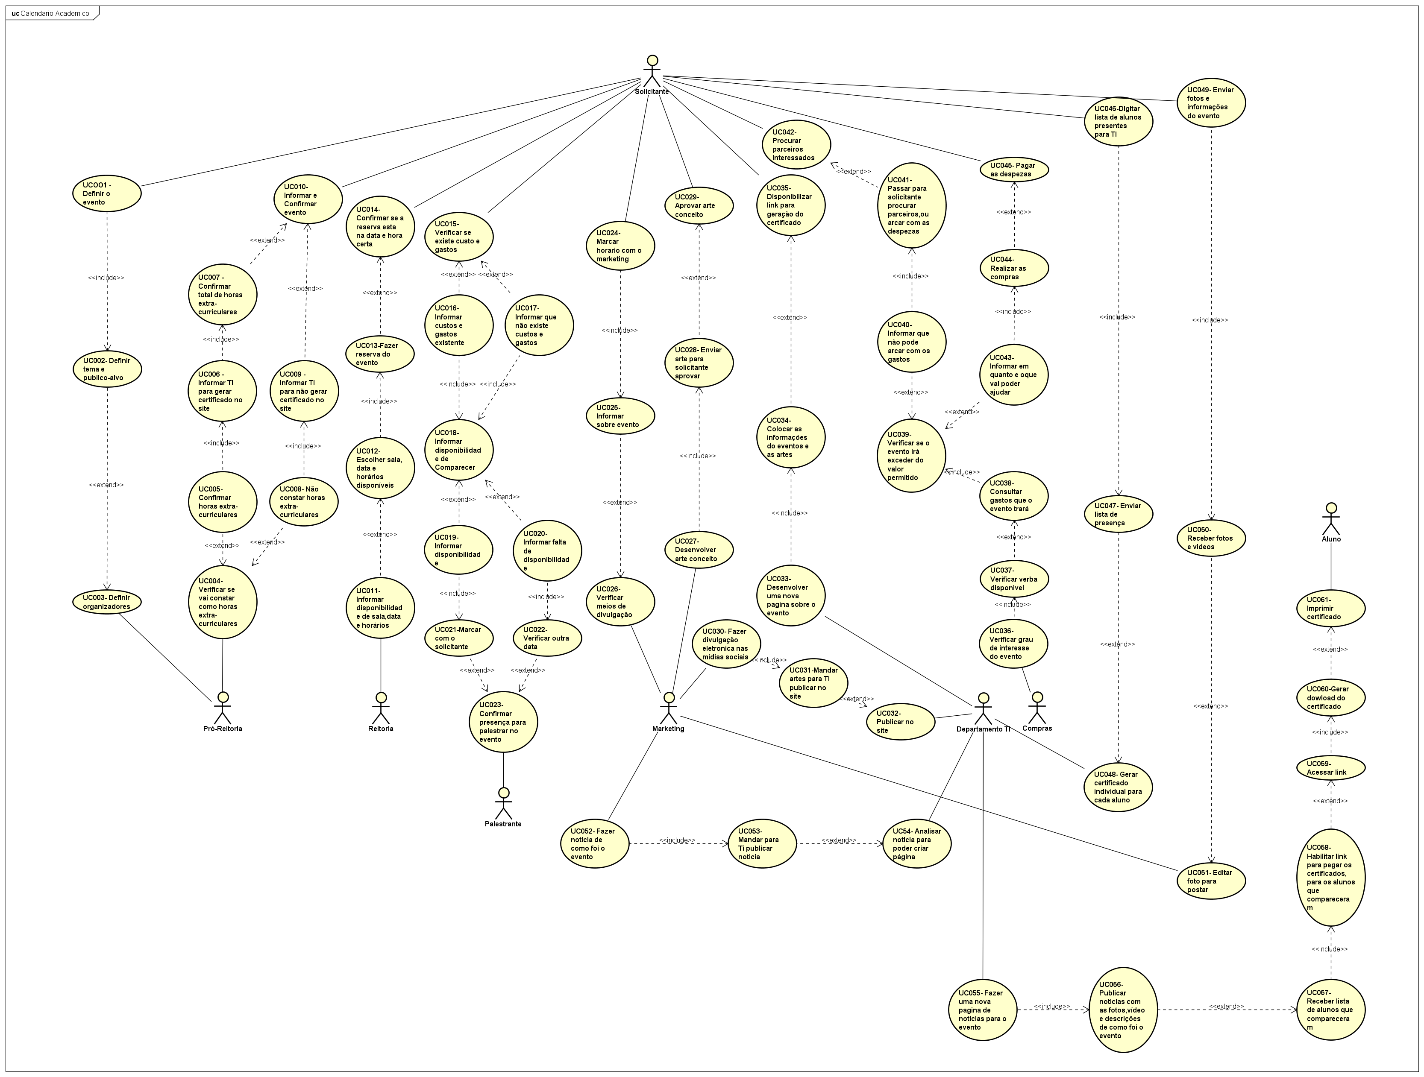 uc Calendario Academico
Solicitante
UC001 -
Definir o
evento
<<include>>
UC002- Definir
tema e
publico-alvo
<<extend>>
UC003- Definir
organizadores
UC010-
Informar e
Confirmar
evento
<<extend>>
<<extend>>
UC007 -
Confirmar
total de horas
extra-
curriculares
<<include>>
UC006 -
Informar TI
para gerar
certificado no
site
<<include>>
UC005-
Confirmar
horas extra-
curriculares
<<extend>>
UC004-
Verificar se
vai constar
como horas
extra-
curriculares
UC009 -
Informar TI
para não gerar
certificado no
site
<<include>>
UC008- Não
constar horas
extra-
curriculares
<<extend>>
Pró-Reitoria
UC014-
Confirmar se a
reserva esta
na data e hora
certa
<<extend>>
UC013-Fazer
reserva do
evento
<<include>>
UC012-
Escolher sala,
data e
horários
disponiveis
<<extend>>
UC011-
Informar
disponibilidad
e de sala,data
e horários
Reitoria
UC015-
Verificar se
existe custo e
gastos
<<extend>>
<<extend>>
UC016-
Informar
custos e
gastos
existente
UC017-
Informar que
não existe
custos e
gastos
<<include>>
<<include>>
UC018-
Informar
disponibilidad
e de
Comparecer
<<extend>>
<<extend>>
UC019-
Informar
disponibilidad
e
UC020-
Informar falta
de
disponibilidad
e
<<include>>
<<include>>
UC021-Marcar
com o
solicitante
UC022-
Verificar outra
data
<<extend>>
<<extend>>
UC023-
Confirmar
presença para
palestrar no
evento
Palestrante
UC024-
Marcar
horario com o
marketing
<<include>>
UC025-
Informar
sobre evento
<<extend>>
UC026-
Verificar
meios de
divulgação
UC029-
Aprovar arte
conceito
<<extend>>
UC028- Enviar
arte para
solicitante
aprovar
<<include>>
UC027-
Desenvolver
arte conceito
UC030- Fazer
divulgação
eletronica nas
mídias sociais
<<include>>
UC031-Mandar
artes para TI
publicar no
site
<<extend>>
UC032-
Publicar no
site
Marketing
UC035-
Disponibilizar
link para
geração do
certificado
<<extend>>
UC034-
Colocar as
informações
do eventos e
as artes
<<include>>
UC033-
Desenvolver
uma nova
pagina sobre o
evento
UC042-
Procurar
parceiros
interessados
<<extend>>
UC041-
Passar para
solicitante
procurar
parceiros,ou
arcar com as
despezas
<<include>>
UC040-
Informar que
não pode
arcar com os
gastos
<<extend>>
UC039-
Verificar se o
evento irá
exceder do
valor
permitido
UC045- Pagar
as despezas
<<extend>>
UC044-
Realizar as
compras
<<include>>
UC043-
Informar em
quanto e oque
vai poder
ajudar
<<extend>>
<<include>>
UC038-
Consultar
gastos que o
evento trará
<<extend>>
UC037-
Verificar verba
disponivel
<<include>>
UC036-
Verificar grau
de interesse
do evento
Departamento TI
Compras
UC046-Digitar
lista de alunos
presentes
para TI
<<include>>
UC047- Enviar
lista de
presença
<<extend>>
UC048- Gerar
certificado
individual para
cada aluno
UC049- Enviar
fotos e
informações
do evento
<<include>>
UC050-
Receber fotos
e videos
<<extend>>
UC051- Editar
foto para
postar
Aluno
UC061-
Imprimir
certificado
<<extend>>
UC060-Gerar
dowload do
certificado
<<include>>
UC059-
Acessar link
<<extend>>
UC058-
Habilitar link
para pegar os
certificados,
para os alunos
que
comparecera
m
<<include>>
UC057-
Receber lista
de alunos que
comparecera
m
UC052- Fazer
noticia de
como foi o
evento
<<include>>
UC053-
Mandar para
Ti publicar
noticia
<<extend>>
UC54- Analisar
noticia para
poder criar
página
UC055- Fazer
uma nova
pagina de
noticias para o
evento
<<include>>
UC056-
Publicar
noticias com
as fotos,video
e descrições
de como foi o
evento
<<extend>>